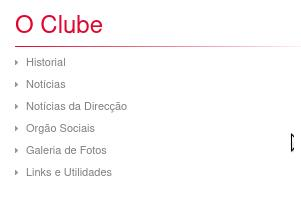 O Clube
Historial
Notícias
Notícias da Direcção
Orgão Sociais
Galeria de Fotos
Links e Utilidades